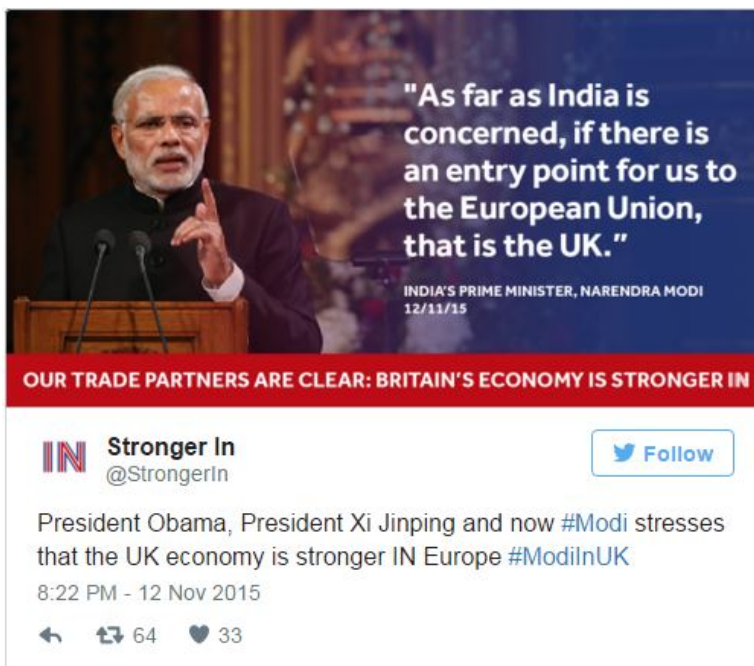 "As far as India is
concerned, if there is
an entry point for us to
the European Union,
that is the UK.”
INDIA'S PRIME MINISTER, NARENDRA MODI
12/11/15
OUR TRADE PARTNERS ARE CLEAR: BRITAIN'S ECONOMY IS STRONGER IN
IN
Stronger In
@StrongerIn
Follow
President Obama, President Xi Jinping and now #Modi stresses
that the UK economy is stronger IN Europe #ModiInUK
8:22 PM - 12 Nov 2015
64 33